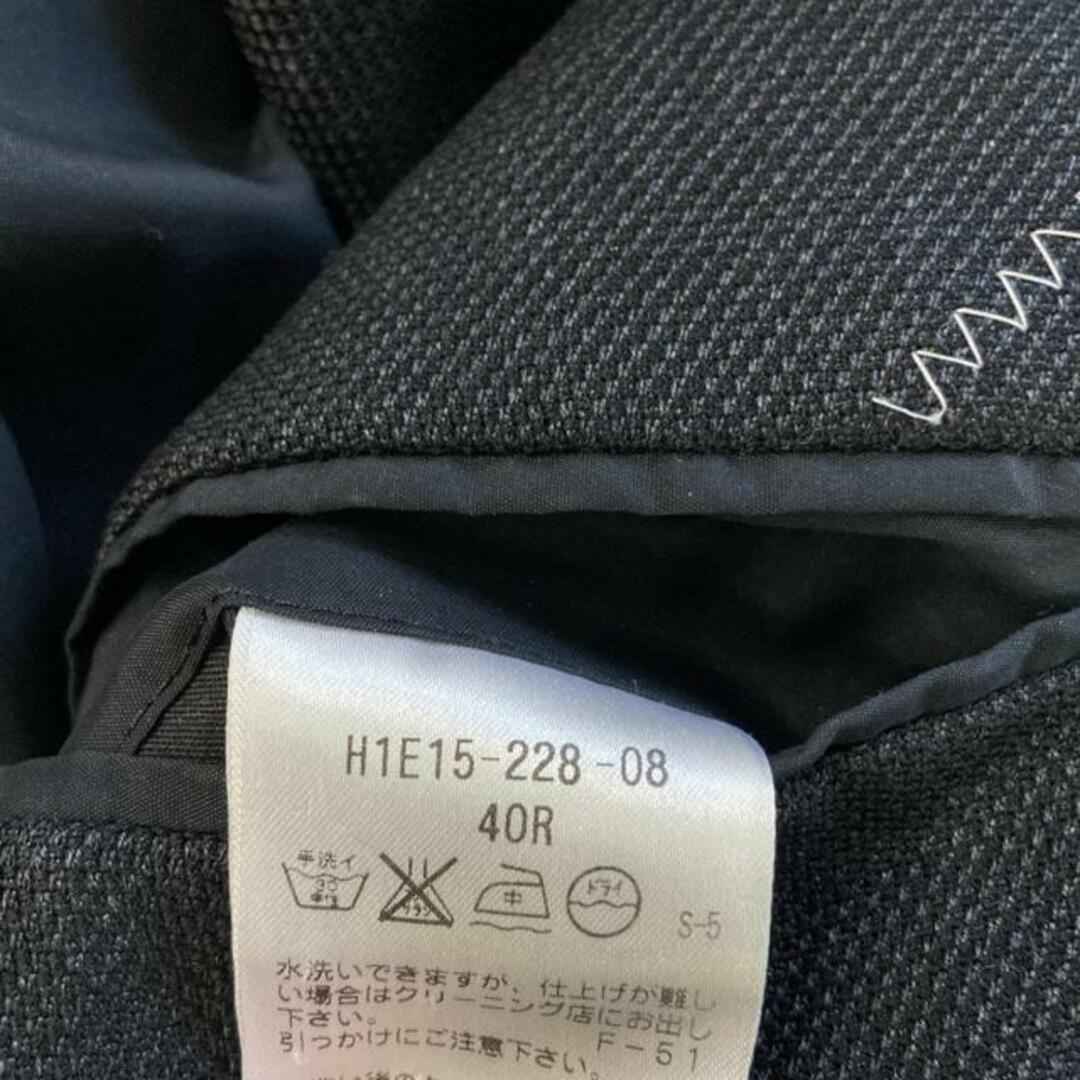 H1E15-228-08
40R
手洗イ
30
中
ドライ
S-5
水洗いできますが、仕上げが難し
い場合はクリーニング店にお出し
下さい。
F-51
引っかけにご注意下さい。